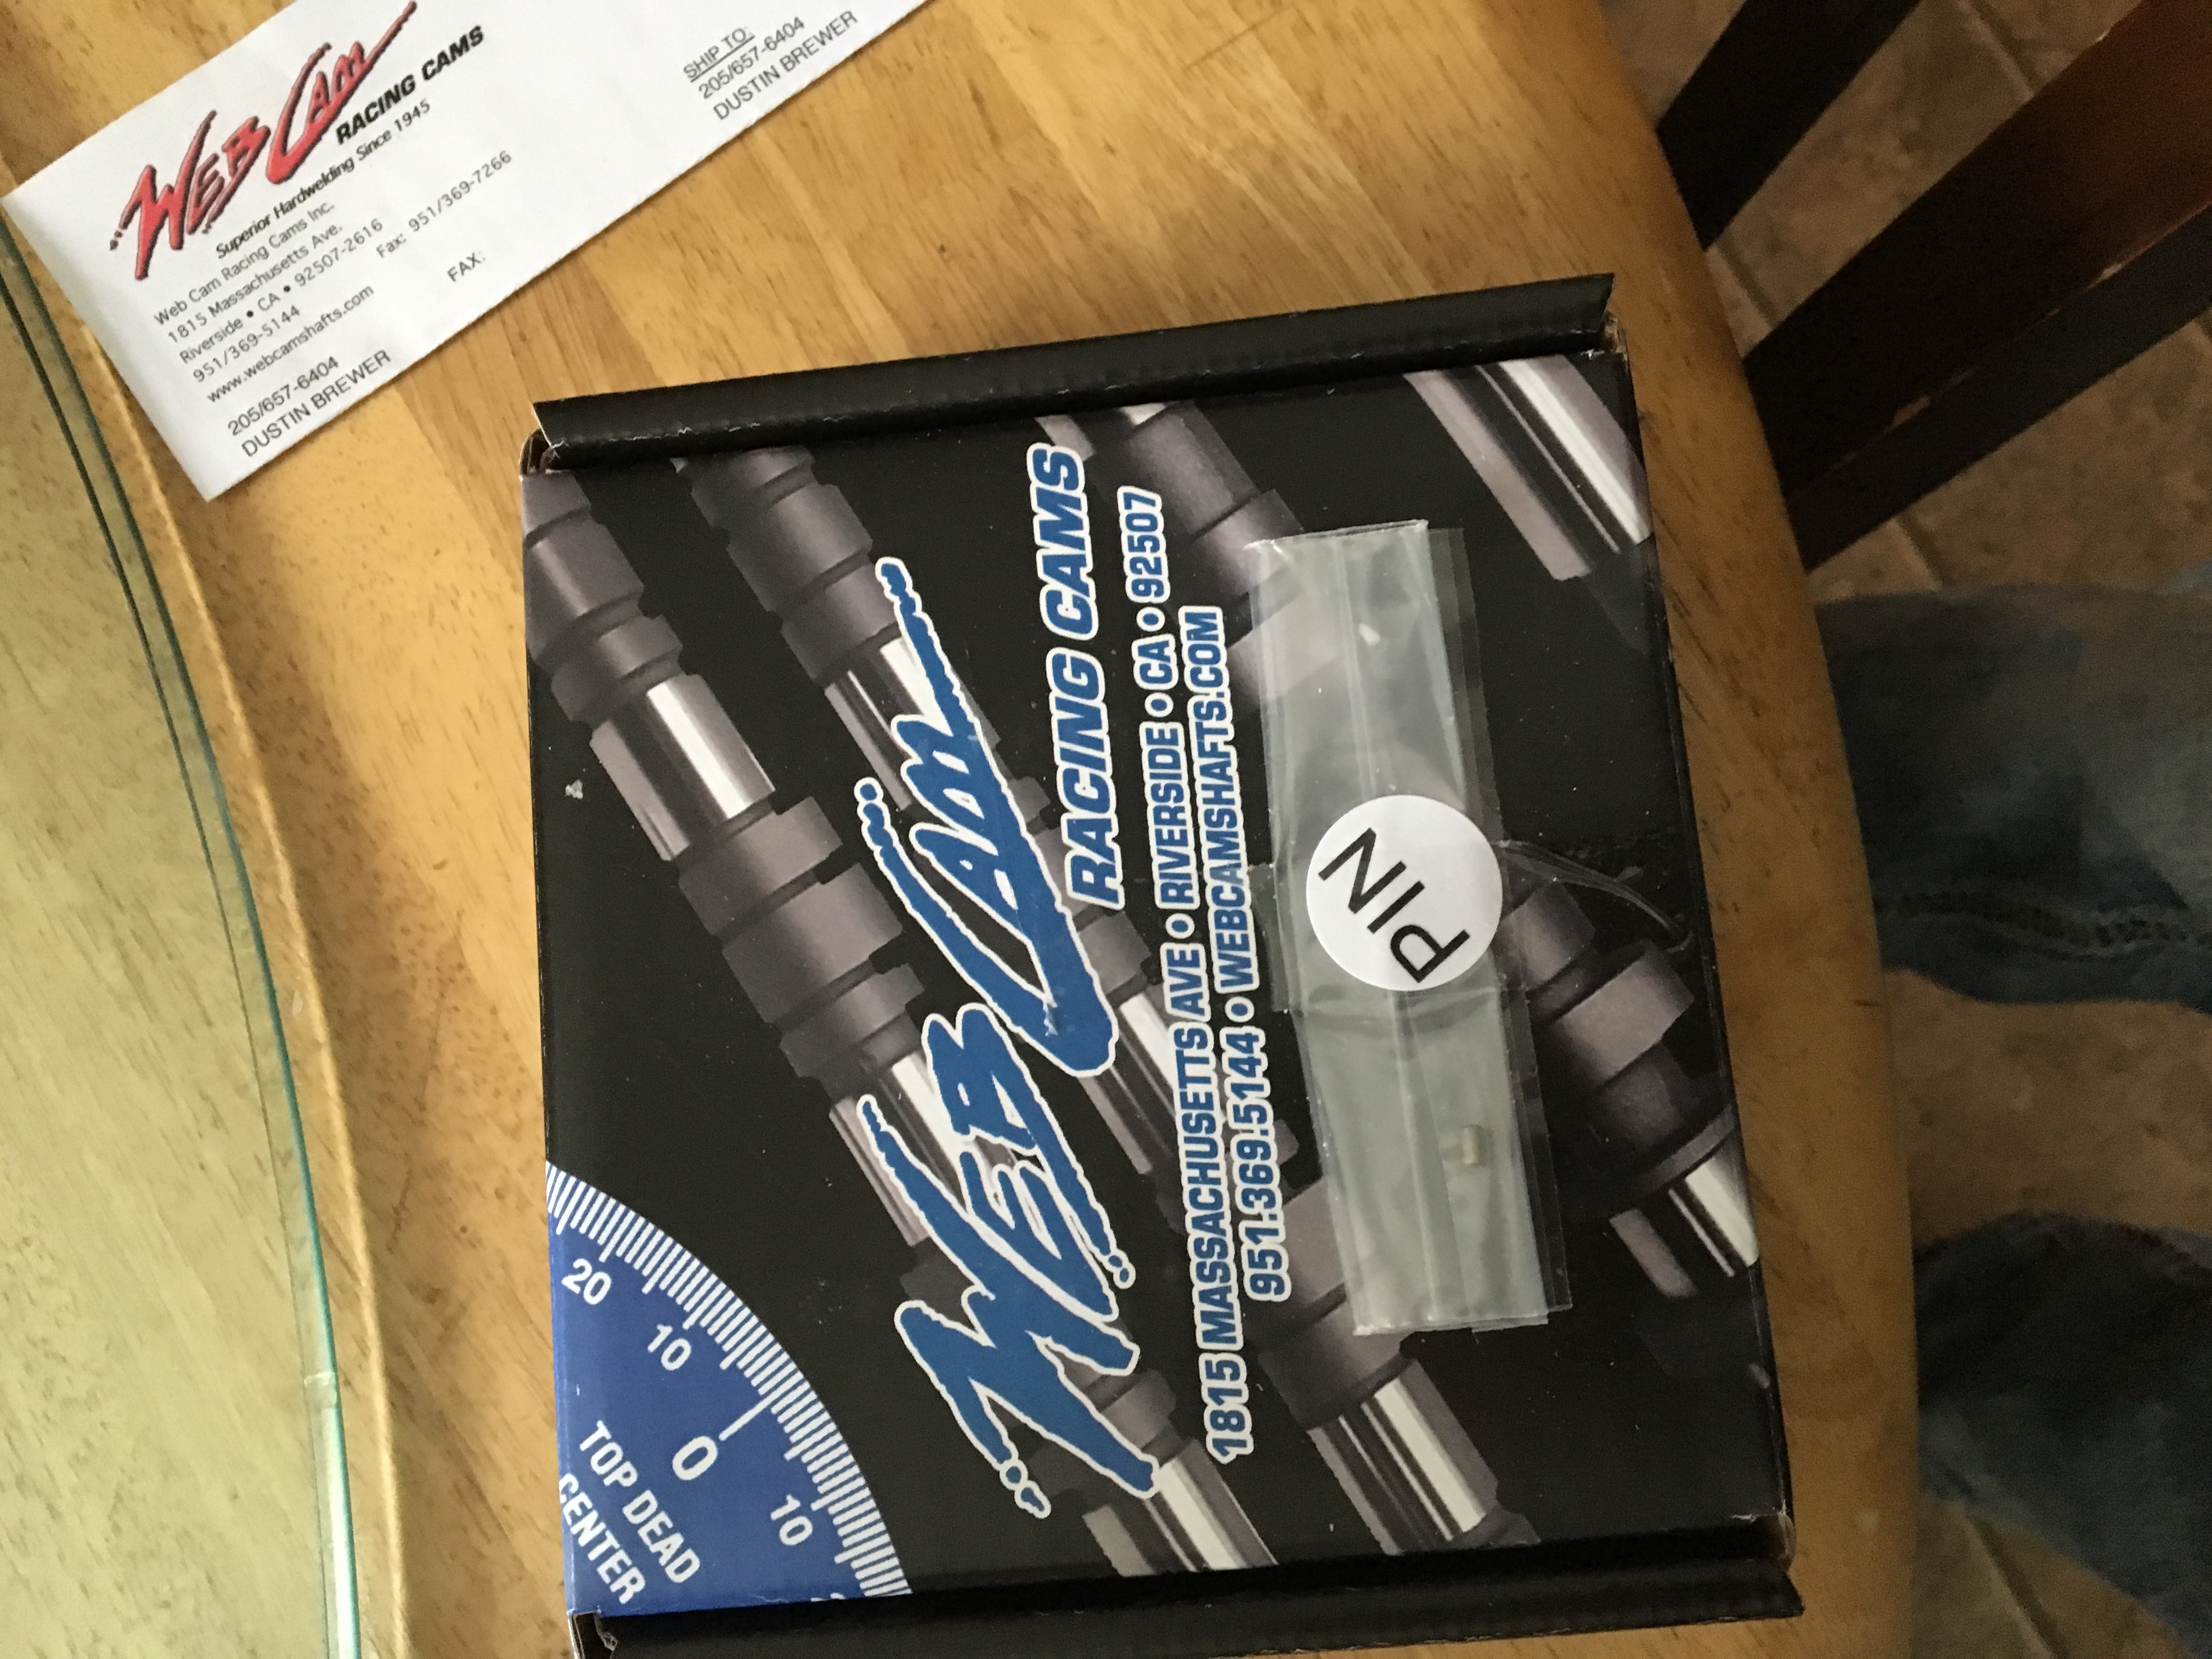 WEB CAM
RACING CAMS
Superior Hardwelding Since 1945
Web Cam Racing Cams Inc.
1815 Massachusetts Ave.
Riverside • CA • 92507-2616
951/369-5144 Fax: 951/369-7266
www.webcamshafts.com
205/657-6404 FAX:
DUSTIN BREWER
SHIP TO:
205/657-6404
DUSTIN BREWER
WEB CAM
RACING CAMS
1815 MASSACHUSETTS AVE • RIVERSIDE • CA • 92507
951.369.5144 • WEBCAMSHAFTS.COM
PIN
20
10
0
10
TOP DEAD
CENTER